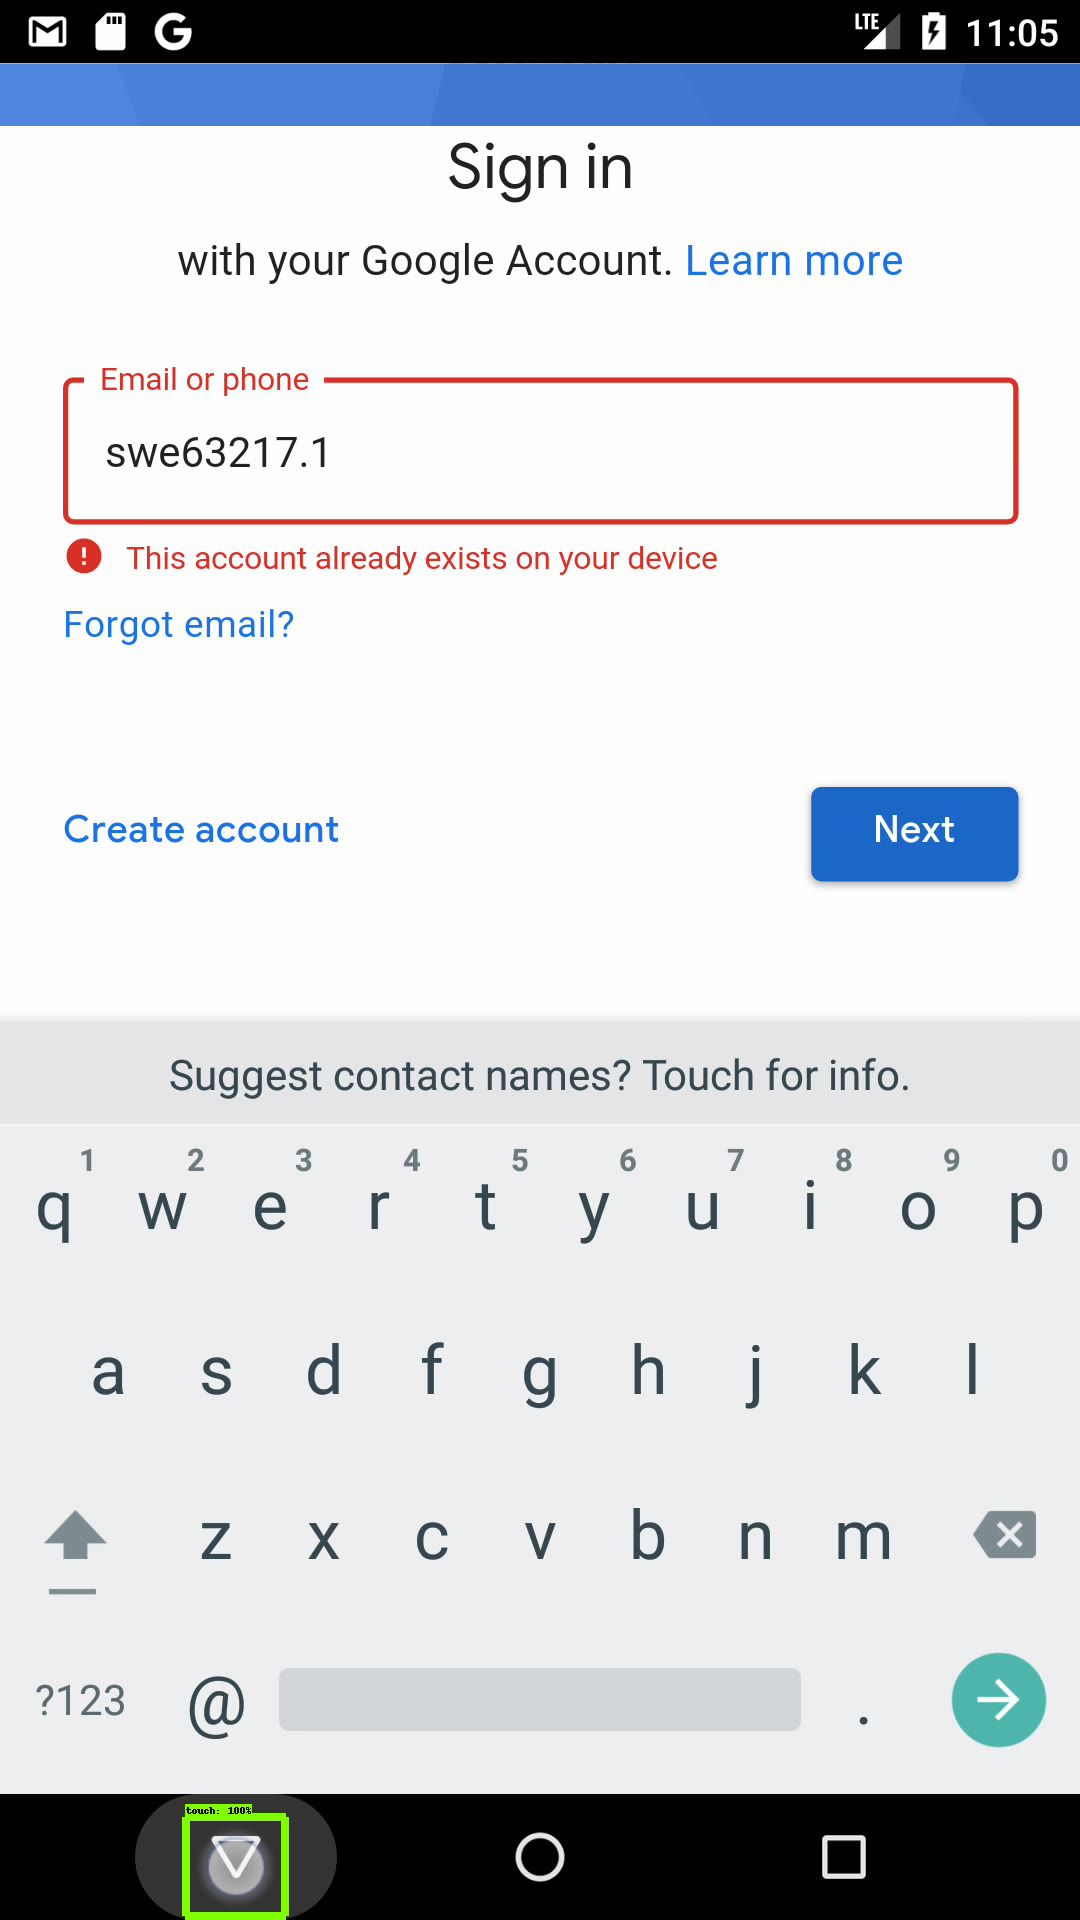 LTE 11:05
Sign in
with your Google Account. Learn more
Email or phone
swe63217.1
This account already exists on your device
Forgot email?
Create account Next
Suggest contact names? Touch for info.
1 2 3 4 5 6 7 8 9 0
q w e r t y u i o p
a s d f g h j k l
z x c v b n m
?123 @ .
touch: 100%